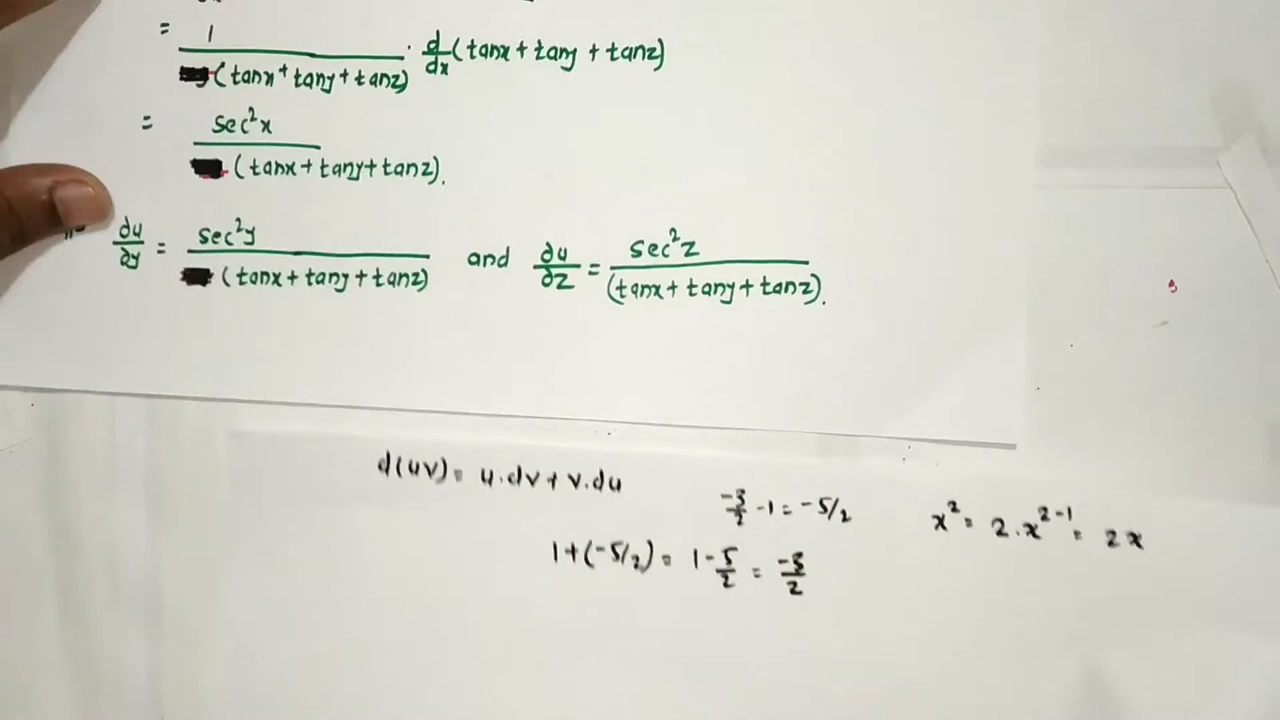 = 1/(tanx + tany + tanz) · d/dx (tanx + tany + tanz)
= sec²x/(tanx + tany + tanz).
∂u/∂y = sec²y/(tanx + tany + tanz) and ∂u/∂z = sec²z/(tanx + tany + tanz).
d(uv) = u.dv + v.du
-3/2 - 1 = -5/2
x² = 2.x²⁻¹ = 2x
1+(-5/2) = 1 - 5/2 = -3/2